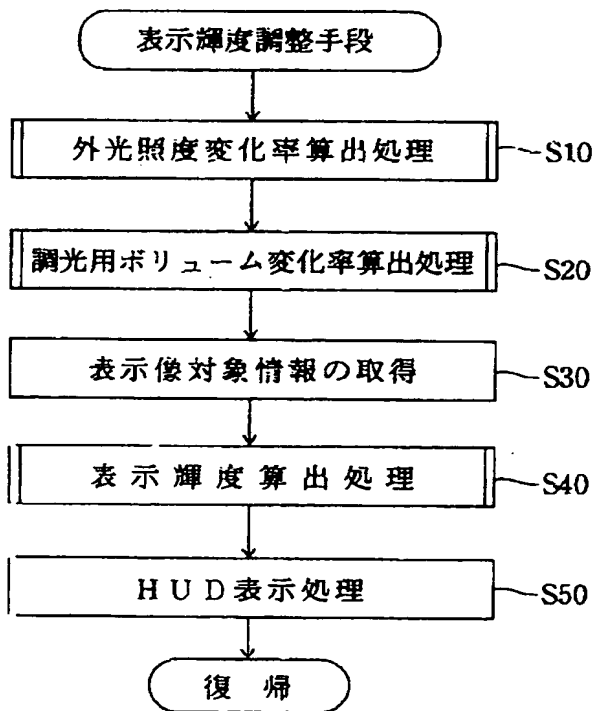 表示輝度調整手段
外光照度変化率算出処理 S10
調光用ボリューム変化率算出処理 S20
表示像対象情報の取得 S30
表示輝度算出処理 S40
HUD表示処理 S50
復帰